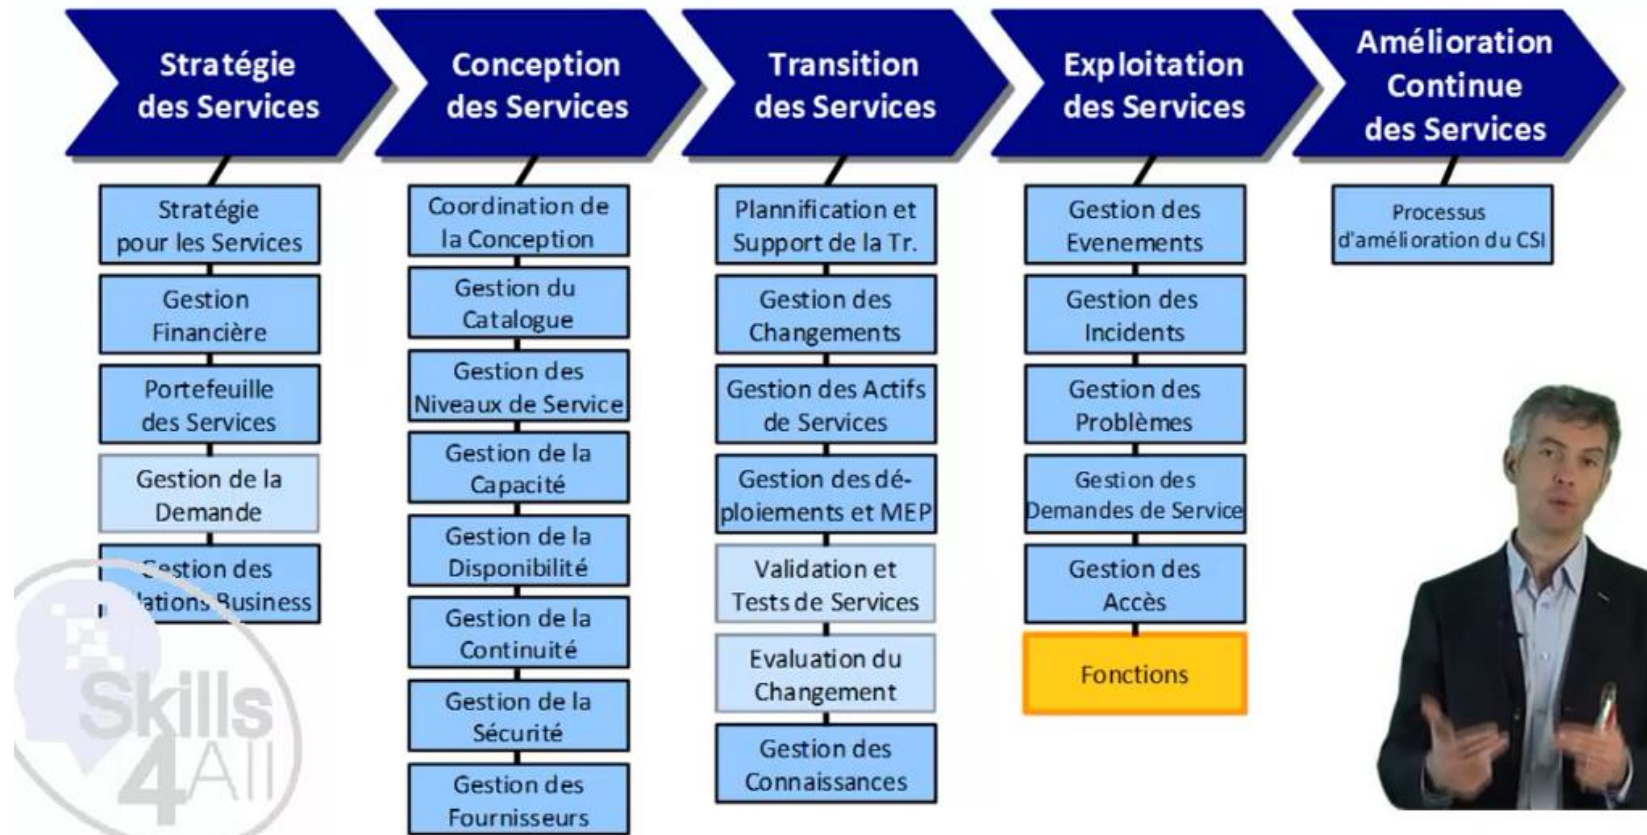 Stratégie
des Services
Conception
des Services
Transition
des Services
Exploitation
des Services
Amélioration
Continue
des Services
Stratégie
pour les Services
Gestion
Financière
Portefeuille
des Services
Gestion de la
Demande
Gestion des
Business
Coordination de
la Conception
Gestion du
Catalogue
Gestion des
Niveaux de Service
Gestion de la
Capacité
Gestion de la
Disponibilité
Gestion de la
Continuité
Gestion de la
Sécurité
Gestion des
Fournisseurs
Plannification et
Support de la Tr.
Gestion des
Changements
Gestion des Actifs
de Services
Gestion des dé-
ploiements et MEP
Validation et
Tests de Services
Evaluation du
Changement
Gestion des
Connaissances
Gestion des
Evenements
Gestion des
Incidents
Gestion des
Problèmes
Gestion des
Demandes de Service
Gestion des
Accès
Fonctions
Processus
d'amélioration du CSI
Skills
4All